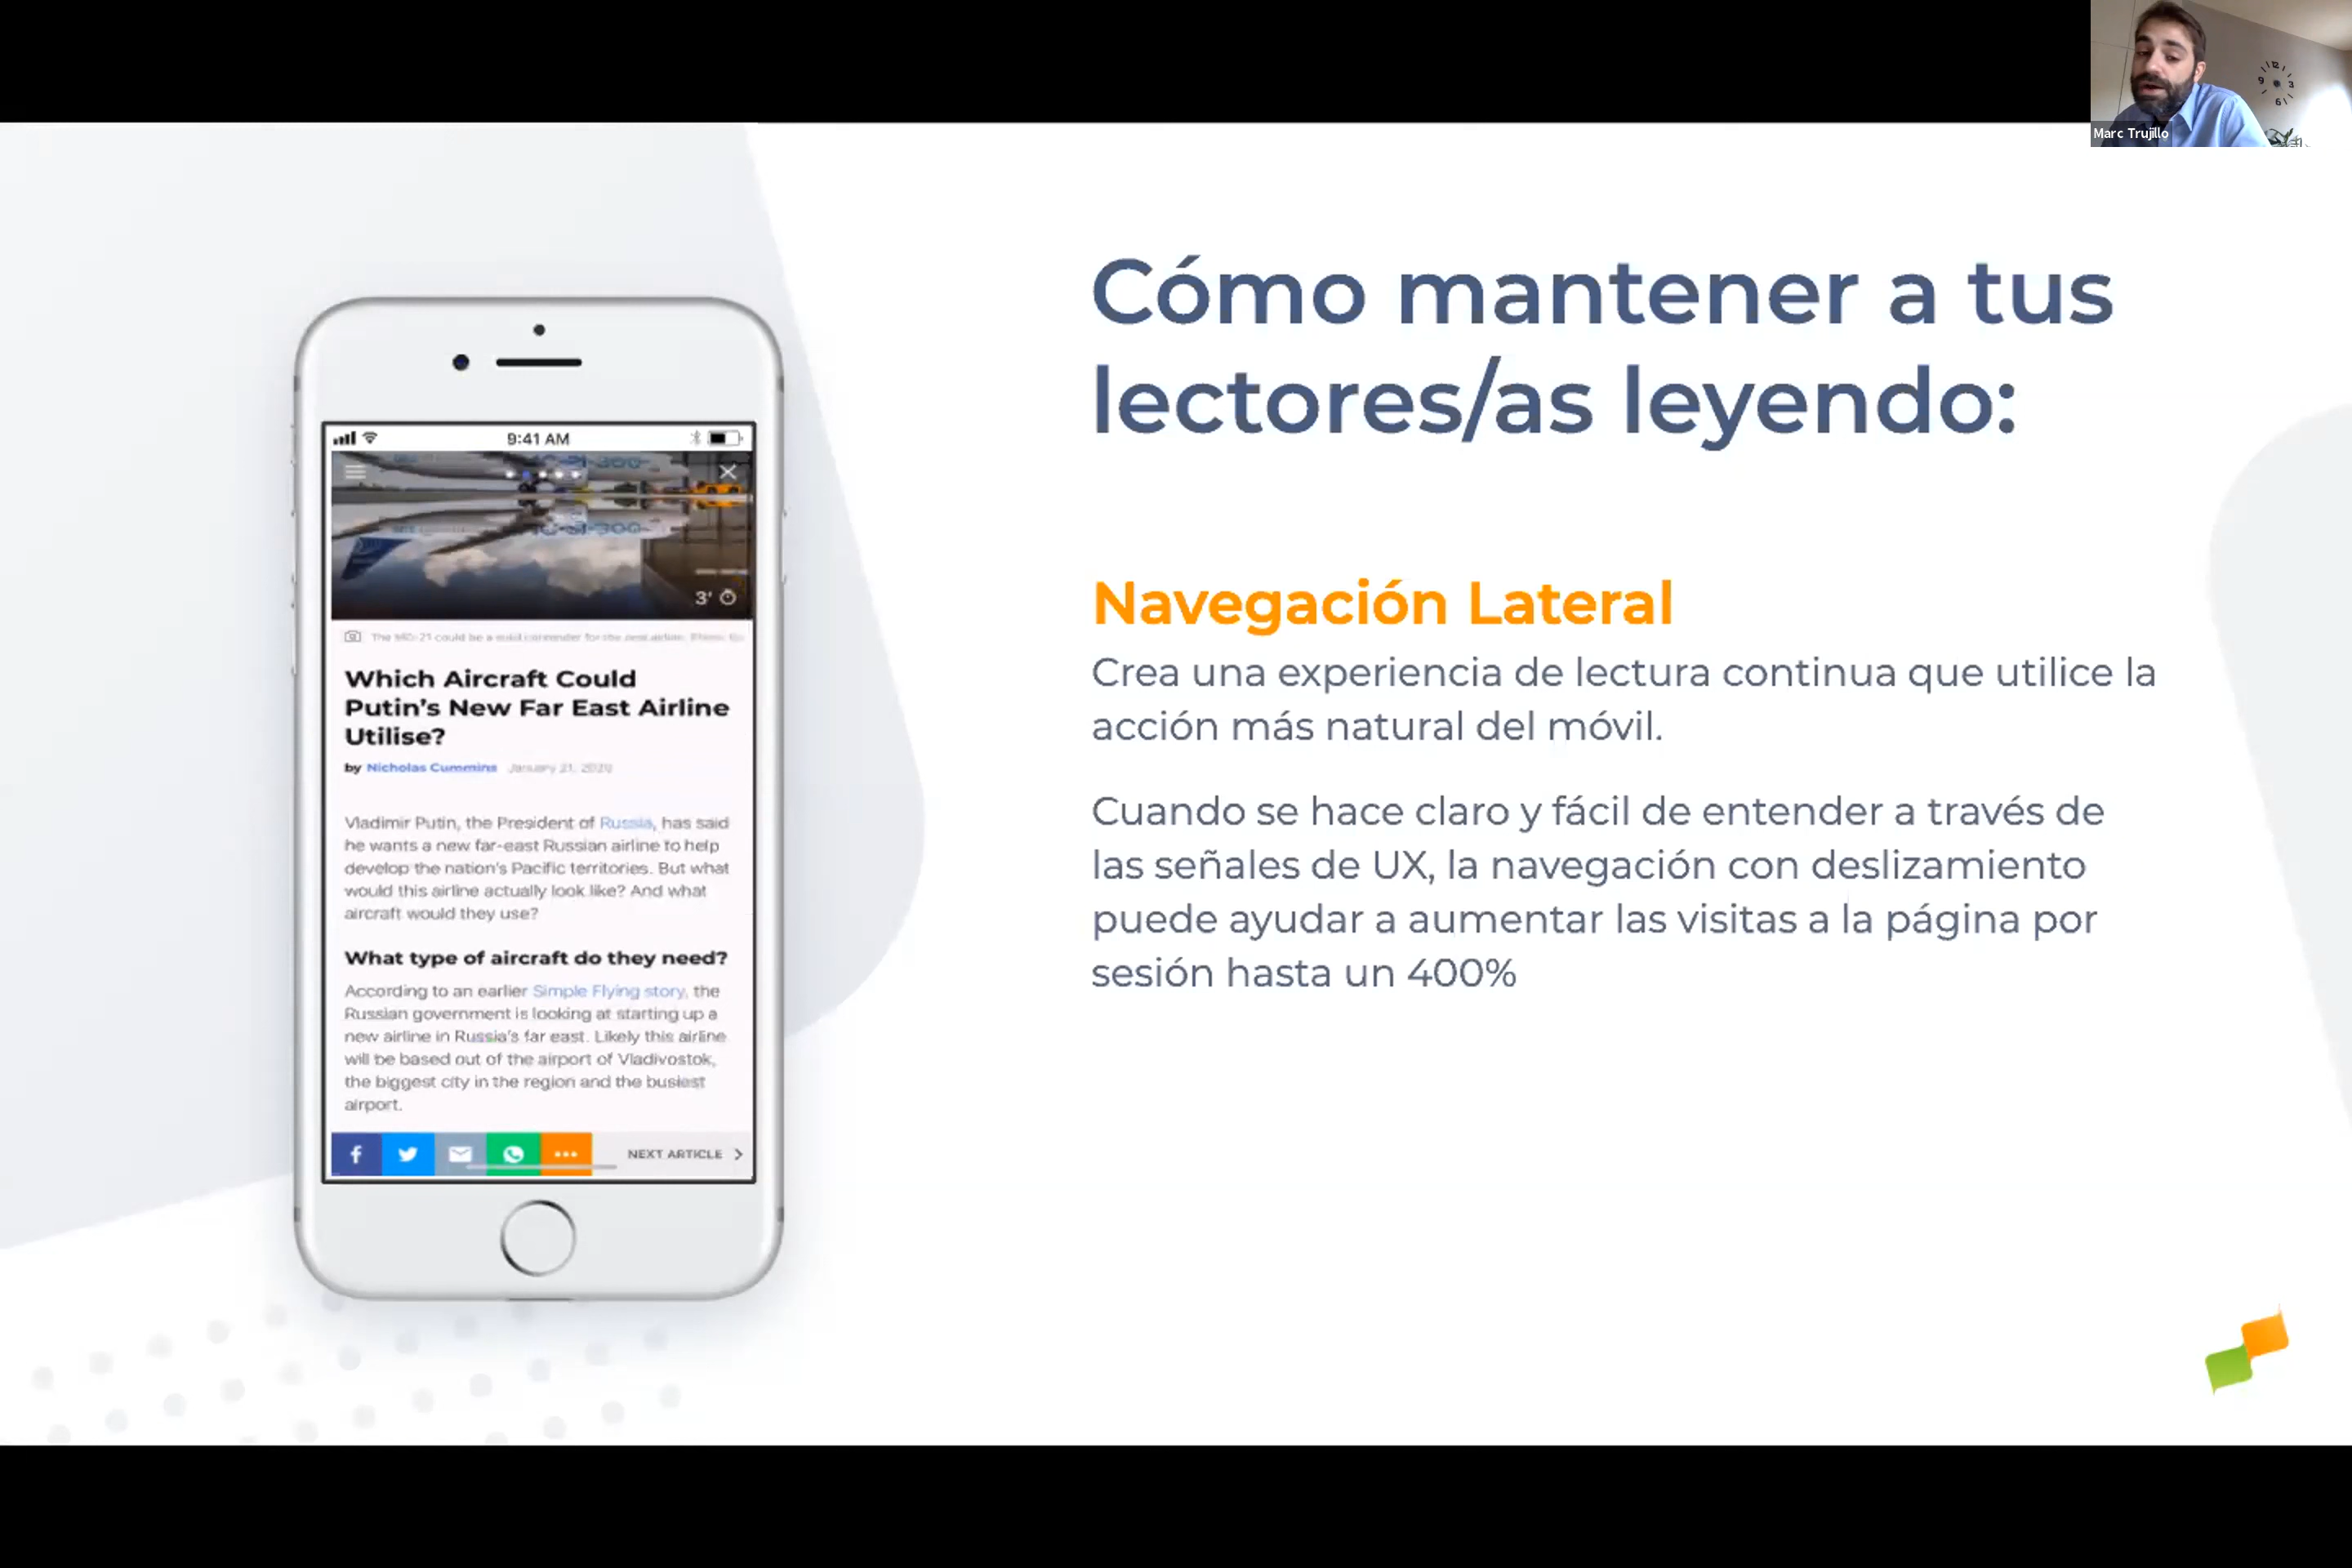 Marc Trujillo
Cómo mantener a tus
lectores/as leyendo:
Navegación Lateral
Crea una experiencia de lectura continua que utilice la
acción más natural del móvil.
Cuando se hace claro y fácil de entender a través de
las señales de UX, la navegación con deslizamiento
puede ayudar a aumentar las visitas a la página por
sesión hasta un 400%
9:41 AM
3'
Which Aircraft Could
Putin's New Far East Airline
Utilise?
by Nicholas Cummins January 21, 2020
Vladimir Putin, the President of Russia, has said
he wants a new far-east Russian airline to help
develop the nation's Pacific territories. But what
would this airline actually look like? And what
aircraft would they use?
What type of aircraft do they need?
According to an earlier Simple Flying story, the
Russian government is looking at starting up a
new airline in Russia's far east. Likely this airline
will be based out of the airport of Vladivostok,
the biggest city in the region and the busiest
airport.
NEXT ARTICLE